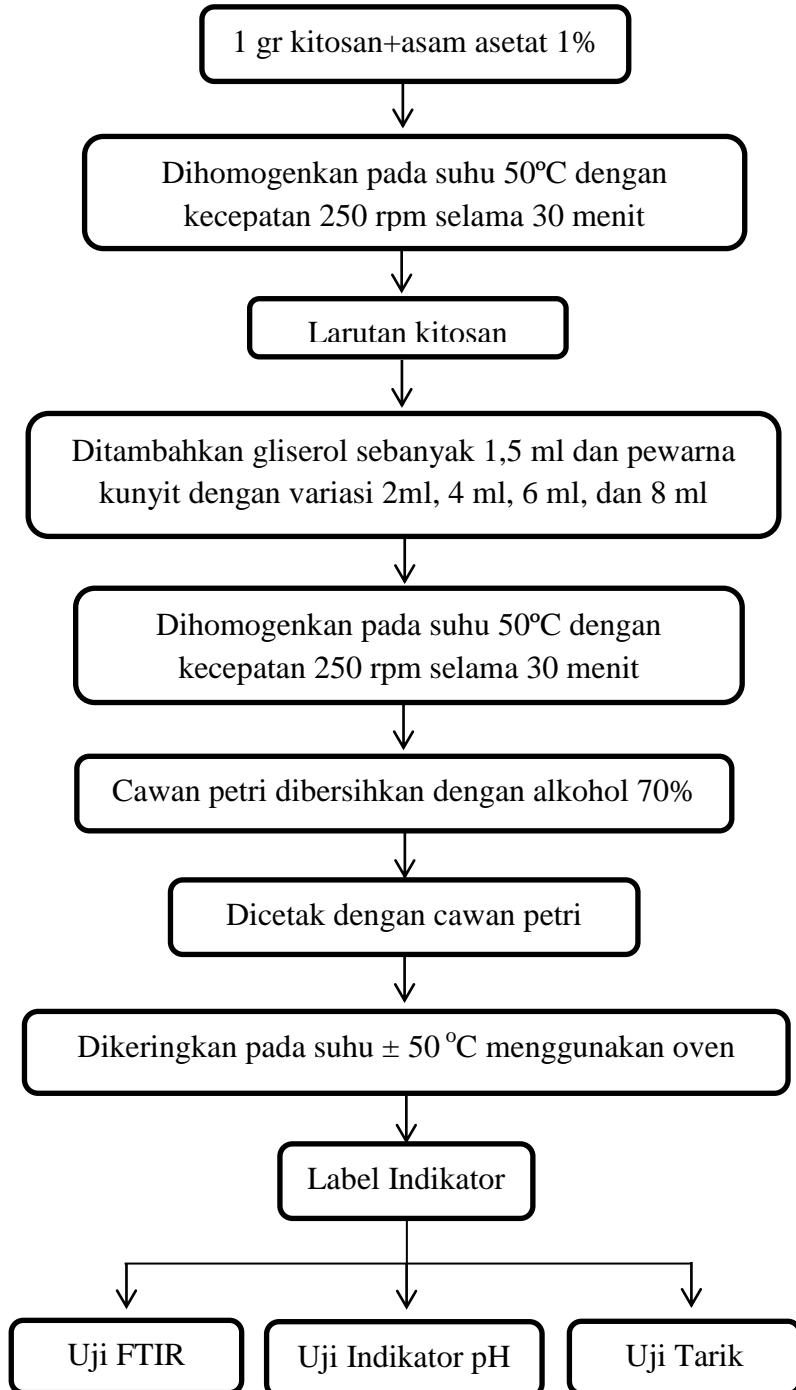 1 gr kitosan+asam asetat 1%
Dihomogenkan pada suhu 50ºC dengan
kecepatan 250 rpm selama 30 menit
Larutan kitosan
Ditambahkan gliserol sebanyak 1,5 ml dan pewarna
kunyit dengan variasi 2ml, 4 ml, 6 ml, dan 8 ml
Dihomogenkan pada suhu 50ºC dengan
kecepatan 250 rpm selama 30 menit
Cawan petri dibersihkan dengan alkohol 70%
Dicetak dengan cawan petri
Dikeringkan pada suhu ± 50 °C menggunakan oven
Label Indikator
Uji FTIR
Uji Indikator pH
Uji Tarik